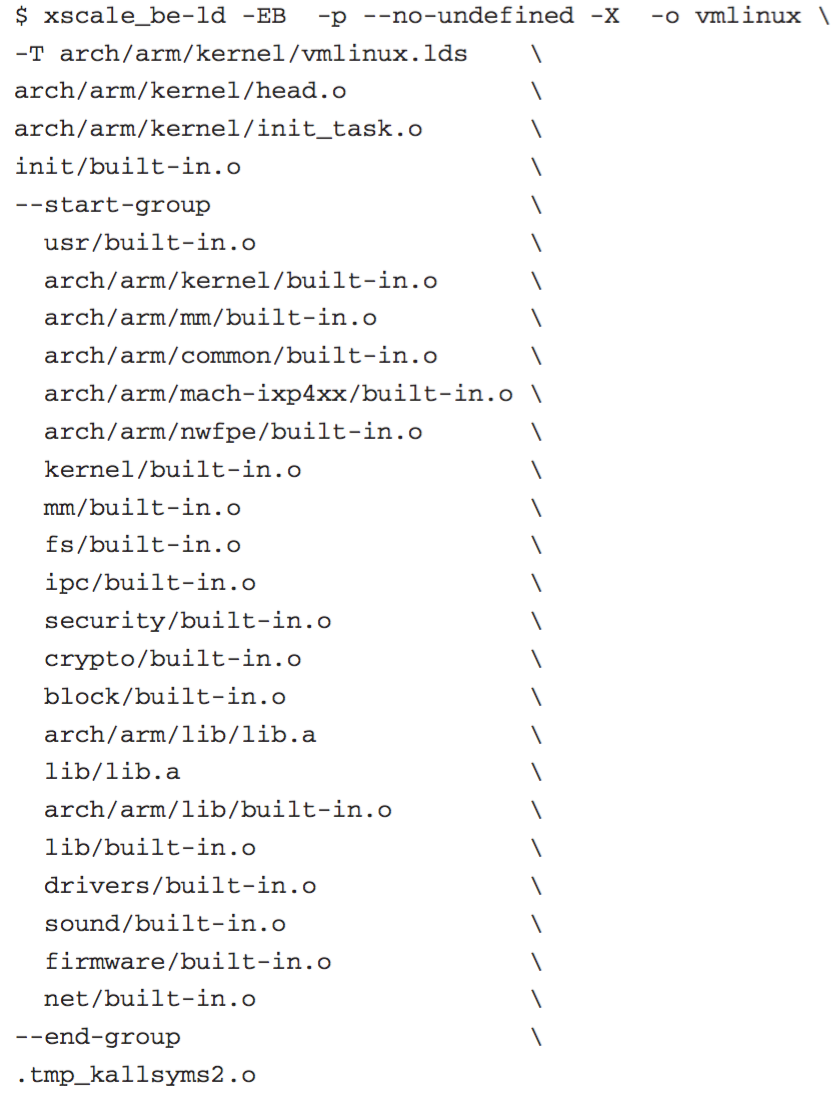 $ xscale_be-ld -EB  -p --no-undefined -X  -o vmlinux \
-T arch/arm/kernel/vmlinux.lds    \
arch/arm/kernel/head.o            \
arch/arm/kernel/init_task.o       \
init/built-in.o                   \
--start-group                     \
  usr/built-in.o                  \
  arch/arm/kernel/built-in.o      \
  arch/arm/mm/built-in.o          \
  arch/arm/common/built-in.o      \
  arch/arm/mach-ixp4xx/built-in.o \
  arch/arm/nwfpe/built-in.o       \
  kernel/built-in.o               \
  mm/built-in.o                   \
  fs/built-in.o                   \
  ipc/built-in.o                  \
  security/built-in.o             \
  crypto/built-in.o               \
  block/built-in.o                \
  arch/arm/lib/lib.a              \
  lib/lib.a                       \
  arch/arm/lib/built-in.o         \
  lib/built-in.o                  \
  drivers/built-in.o              \
  sound/built-in.o                \
  firmware/built-in.o             \
  net/built-in.o                  \
--end-group                       \
.tmp_kallsyms2.o